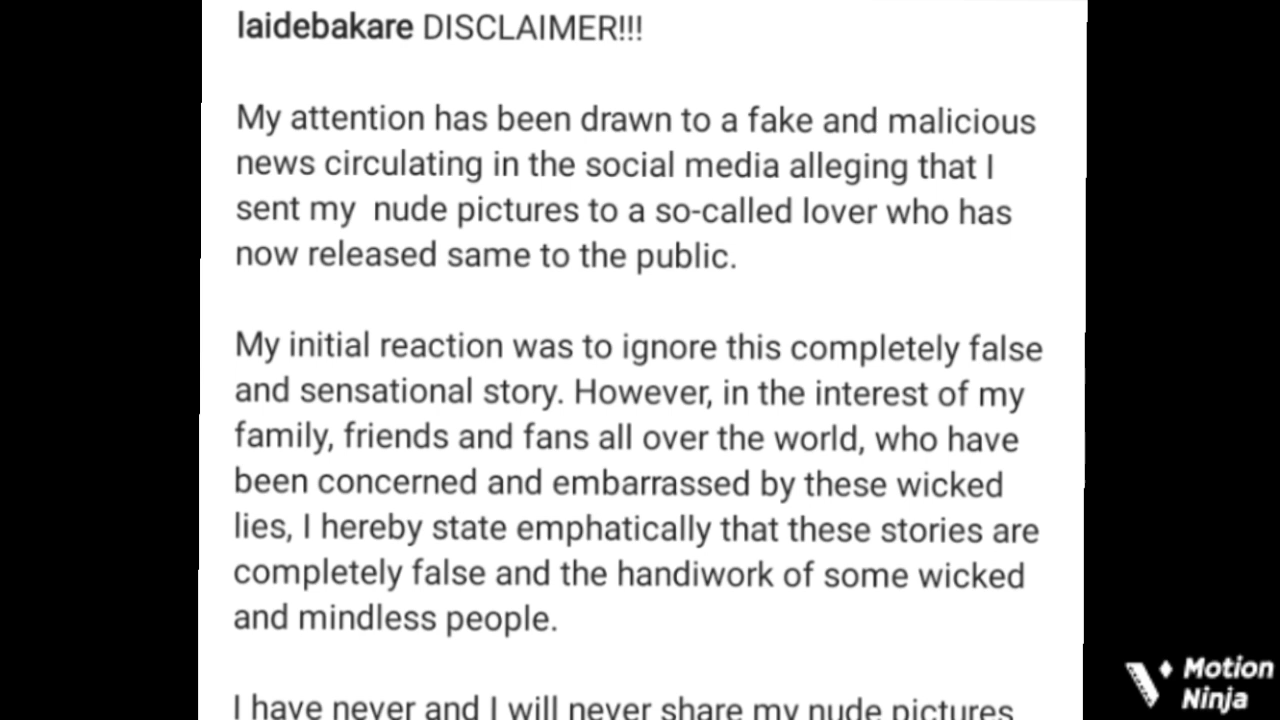 laidebakare DISCLAIMER!!!
My attention has been drawn to a fake and malicious
news circulating in the social media alleging that I
sent my  nude pictures to a so-called lover who has
now released same to the public.
My initial reaction was to ignore this completely false
and sensational story. However, in the interest of my
family, friends and fans all over the world, who have
been concerned and embarrassed by these wicked
lies, I hereby state emphatically that these stories are
completely false and the handiwork of some wicked
and mindless people.
I have never and I will never share my nude pictures
Motion
Ninja